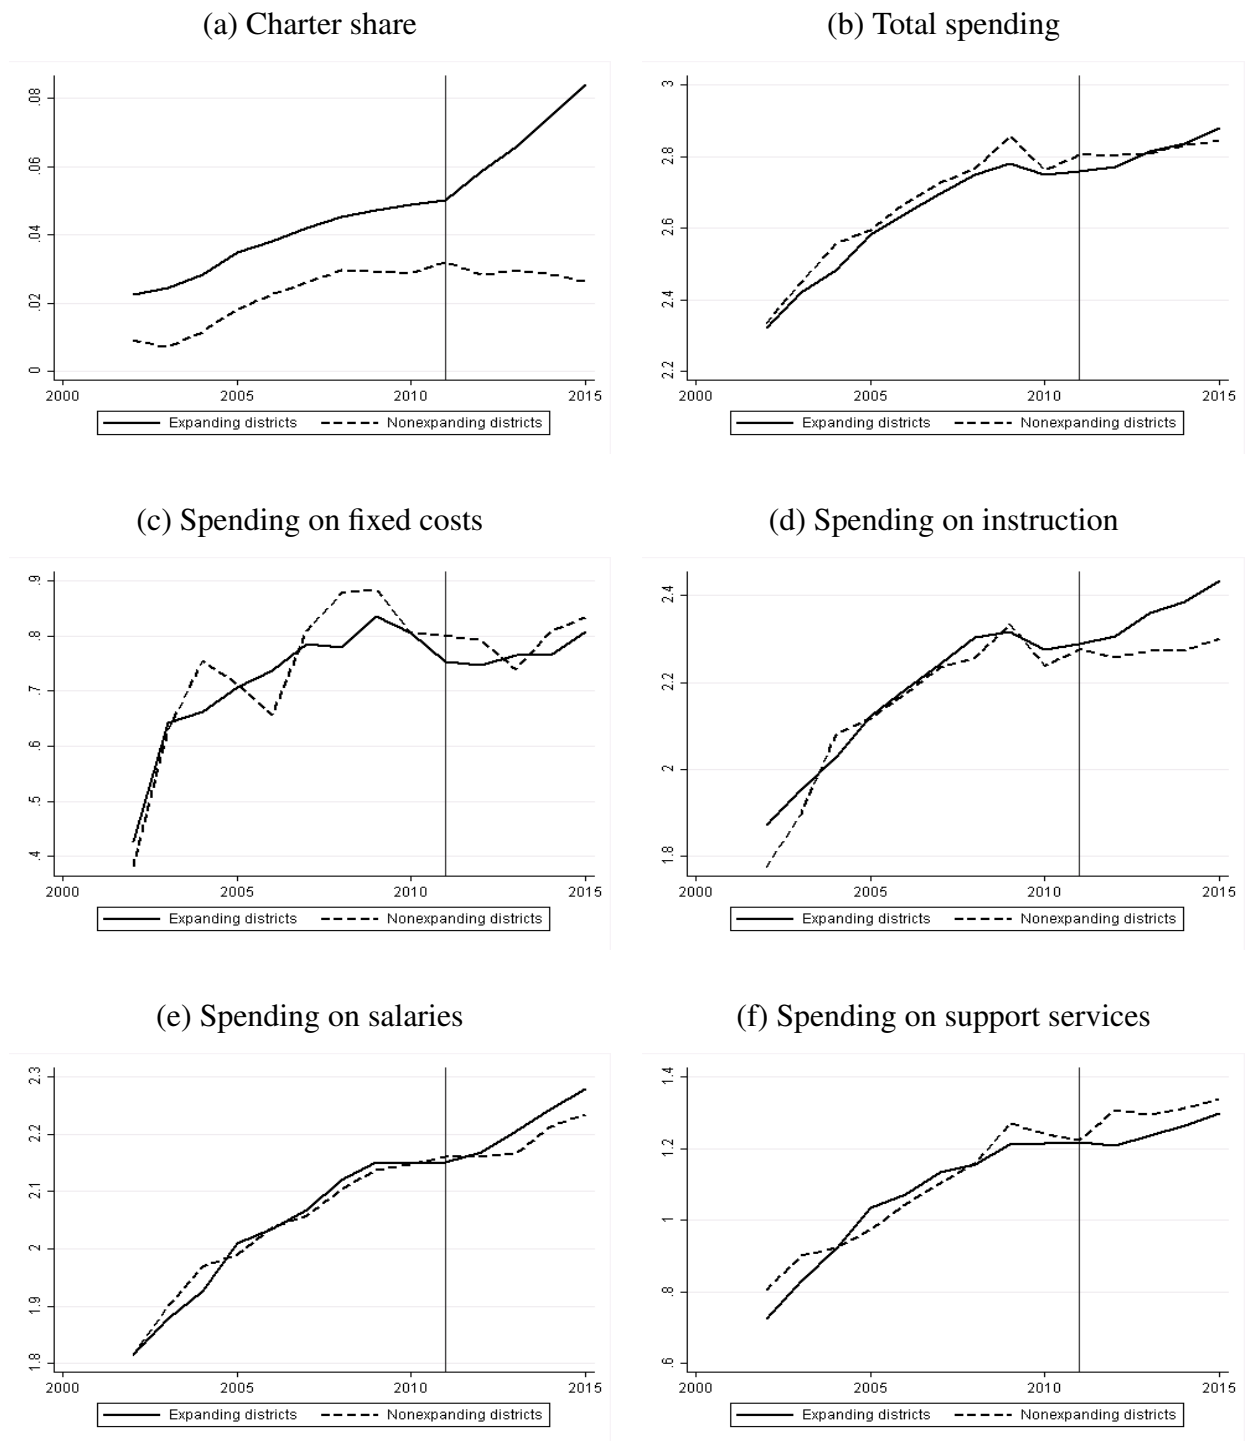 (a) Charter share
.08
.06
.04
.02
0
2000 2005 2010 2015
Expanding districts Nonexpanding districts
(b) Total spending
3
2.8
2.6
2.4
2.2
2000 2005 2010 2015
Expanding districts Nonexpanding districts
(c) Spending on fixed costs
.9
.8
.7
.6
.5
.4
2000 2005 2010 2015
Expanding districts Nonexpanding districts
(d) Spending on instruction
2.4
2.2
2
1.8
2000 2005 2010 2015
Expanding districts Nonexpanding districts
(e) Spending on salaries
2.3
2.2
2.1
2
1.9
1.8
2000 2005 2010 2015
Expanding districts Nonexpanding districts
(f) Spending on support services
1.4
1.2
1
.8
.6
2000 2005 2010 2015
Expanding districts Nonexpanding districts